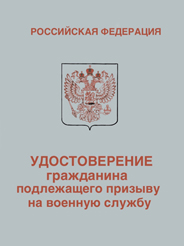 РОССИЙСКАЯ ФЕДЕРАЦИЯ
УДОСТОВЕРЕНИЕ
гражданина
подлежащего призыву
на военную службу